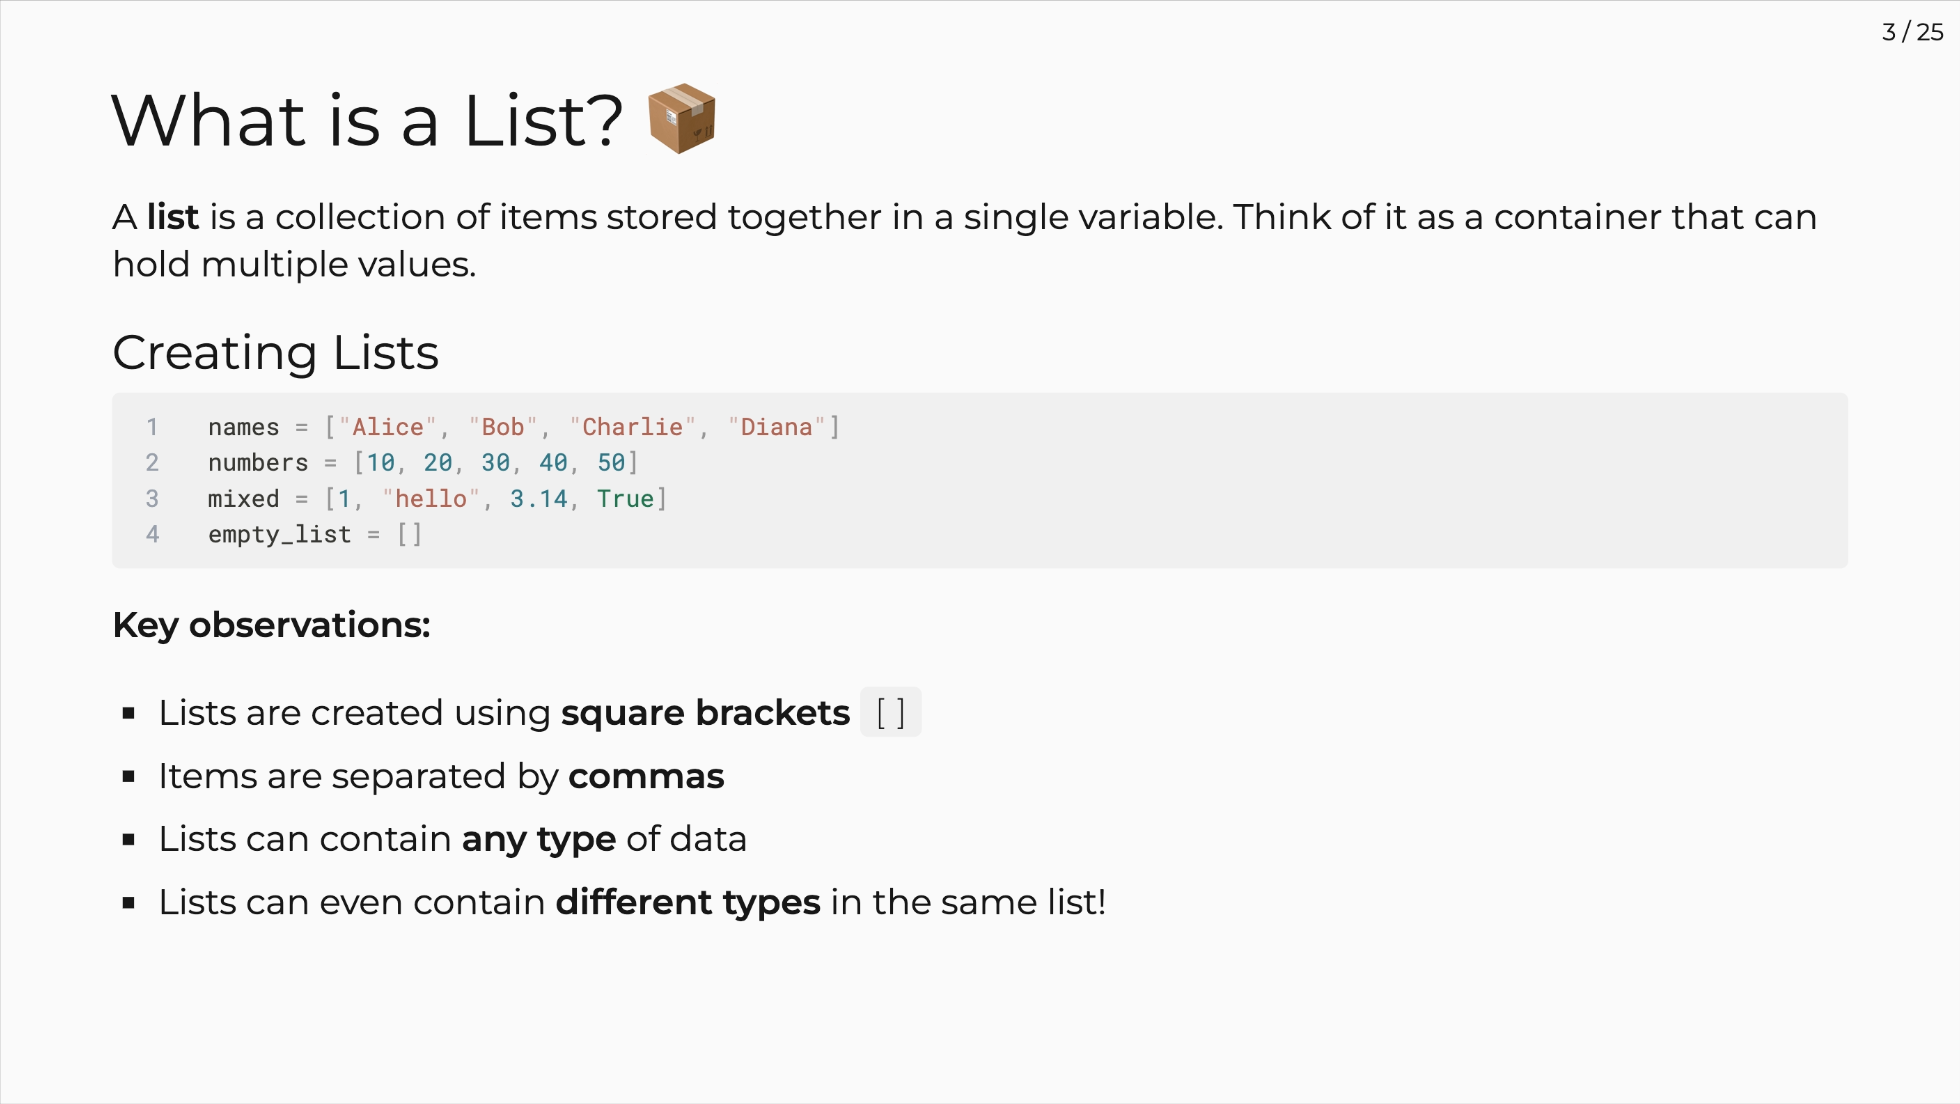 3 / 25
What is a List? 📦
A list is a collection of items stored together in a single variable. Think of it as a container that can
hold multiple values.
Creating Lists
1 names = ["Alice", "Bob", "Charlie", "Diana"]
2 numbers = [10, 20, 30, 40, 50]
3 mixed = [1, "hello", 3.14, True]
4 empty_list = []
Key observations:
▪ Lists are created using square brackets []
▪ Items are separated by commas
▪ Lists can contain any type of data
▪ Lists can even contain different types in the same list!